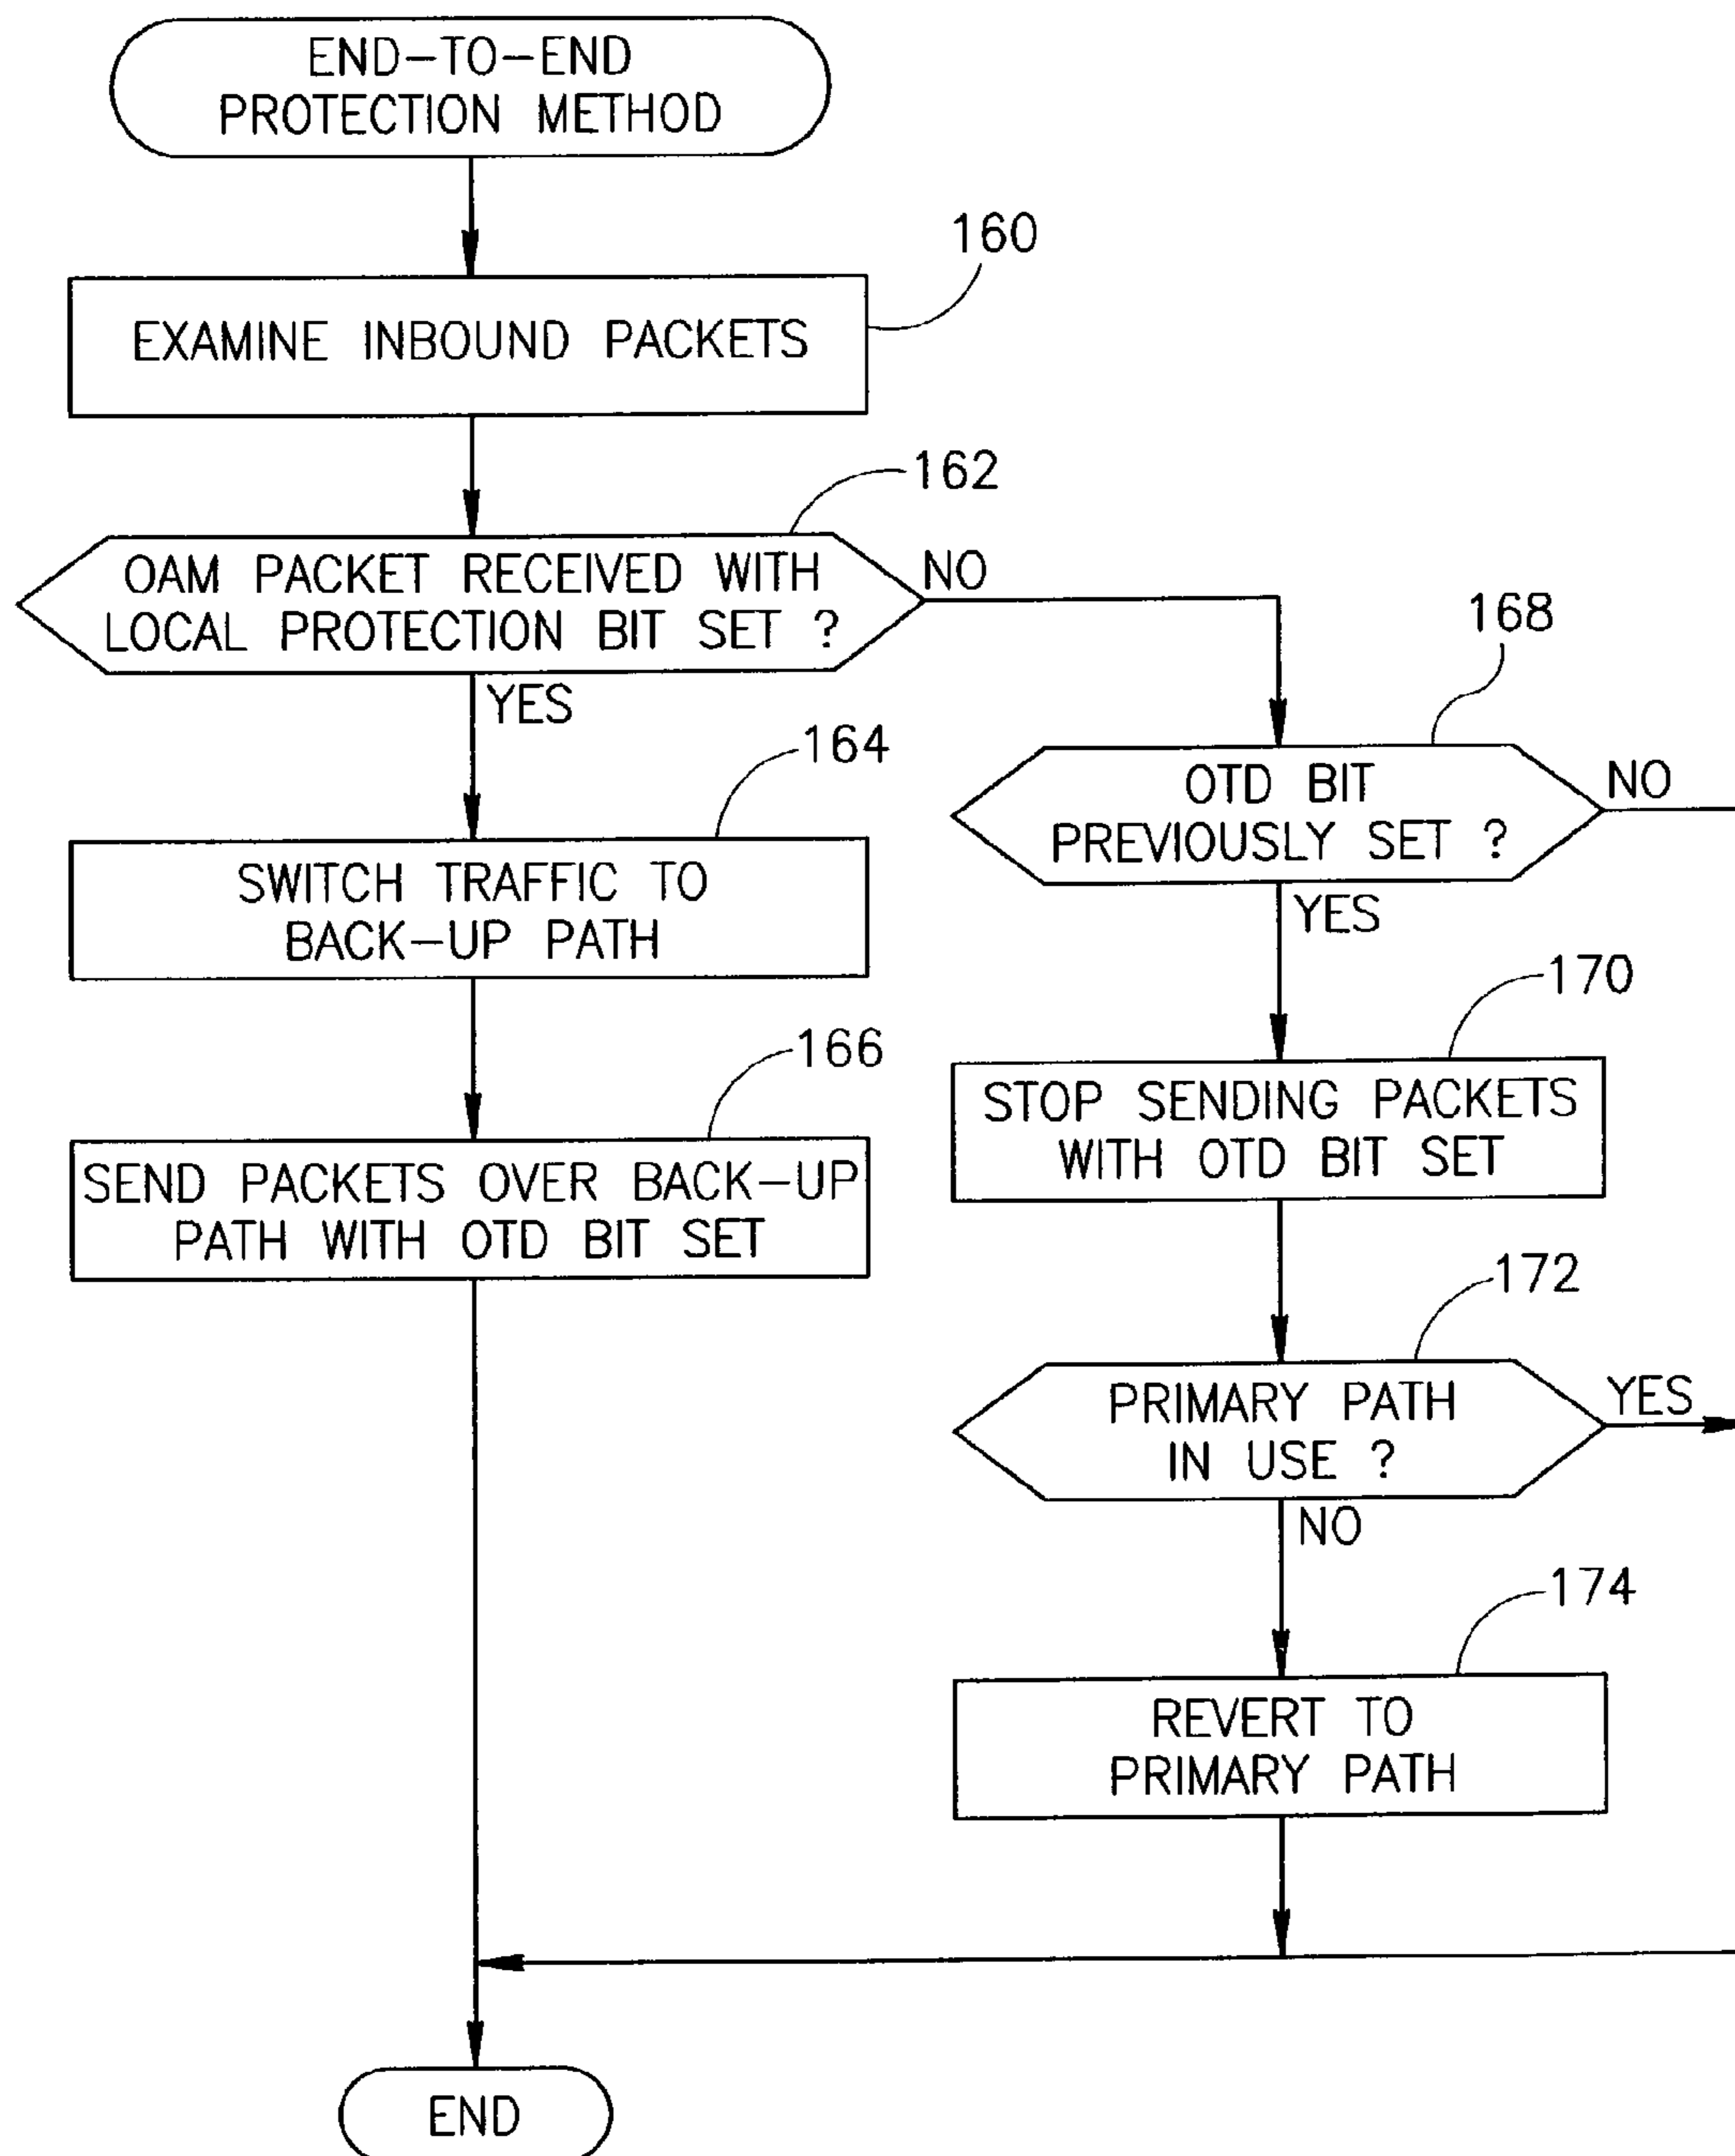 END-TO-END
PROTECTION METHOD
160
EXAMINE INBOUND PACKETS
162
OAM PACKET RECEIVED WITH
LOCAL PROTECTION BIT SET ?
NO
YES
164
SWITCH TRAFFIC TO
BACK-UP PATH
166
SEND PACKETS OVER BACK-UP
PATH WITH OTD BIT SET
168
OTD BIT
PREVIOUSLY SET ?
NO
YES
170
STOP SENDING PACKETS
WITH OTD BIT SET
172
PRIMARY PATH
IN USE ?
YES
NO
174
REVERT TO
PRIMARY PATH
END